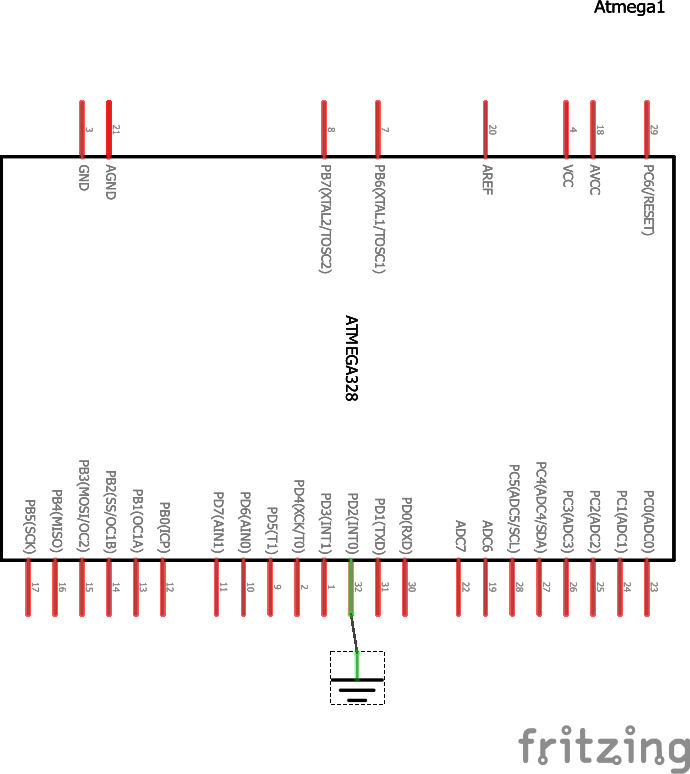 Atmega1
3
21
8
7
20
4
18
29
GND
AGND
PB7(XTAL2/TOSC2)
PB6(XTAL1/TOSC1)
AREF
VCC
AVCC
PC6(/RESET)
ATMEGA328
PB5(SCK)
PB4(MISO)
PB3(MOSI/OC2)
PB2(SS/OC1B)
PB1(OC1A)
PB0(ICP)
PD7(AIN1)
PD6(AIN0)
PD5(T1)
PD4(XCK/T0)
PD3(INT1)
PD2(INT0)
PD1(TXD)
PD0(RXD)
ADC7
ADC6
PC5(ADC5/SCL)
PC4(ADC4/SDA)
PC3(ADC3)
PC2(ADC2)
PC1(ADC1)
PC0(ADC0)
17
16
15
14
13
12
11
10
9
2
1
32
31
30
22
19
28
27
26
25
24
23
fritzing